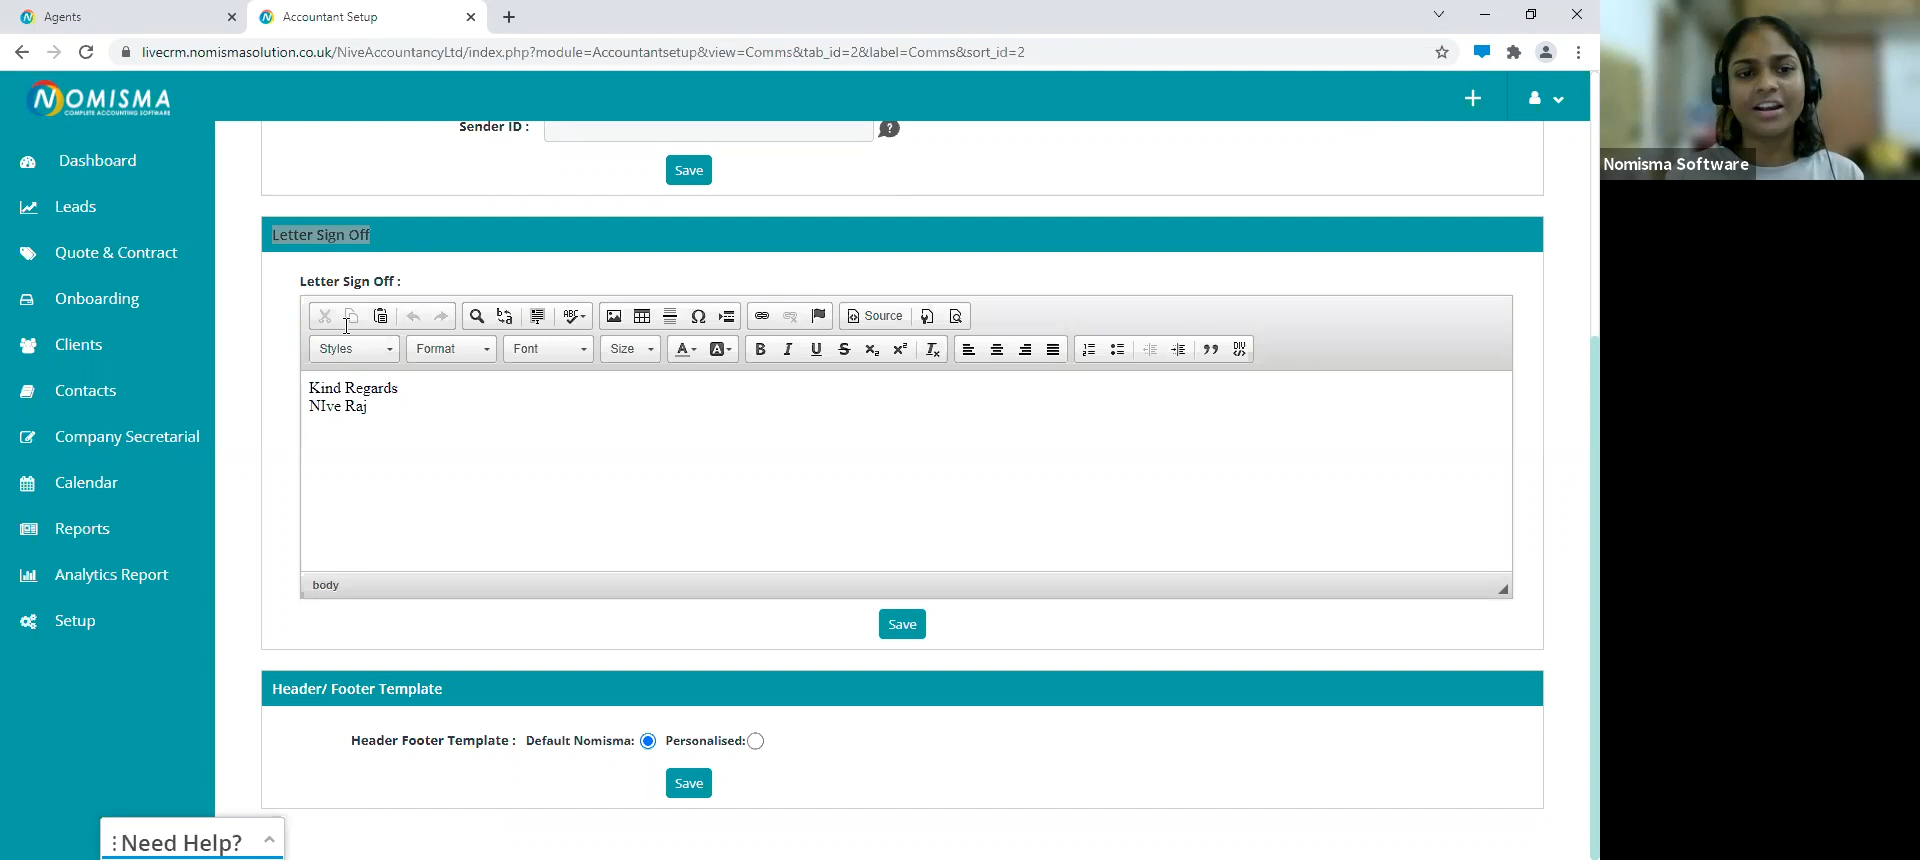 Agents
Accountant Setup
livecrm.nomismasolution.co.uk/NiveAccountancyLtd/index.php?module=Accountantsetup&view=Comms&tab_id=2&label=Comms&sort_id=2
NOMISMA
COMPLETE ACCOUNTING SOFTWARE
Dashboard
Leads
Quote & Contract
Onboarding
Clients
Contacts
Company Secretarial
Calendar
Reports
Analytics Report
Setup
Need Help?
Sender ID :
Save
Letter Sign Off
Letter Sign Off :
Source
Styles Format Font Size
Kind Regards
NIve Raj
body
Save
Header/ Footer Template
Header Footer Template : Default Nomisma: Personalised:
Save
Nomisma Software